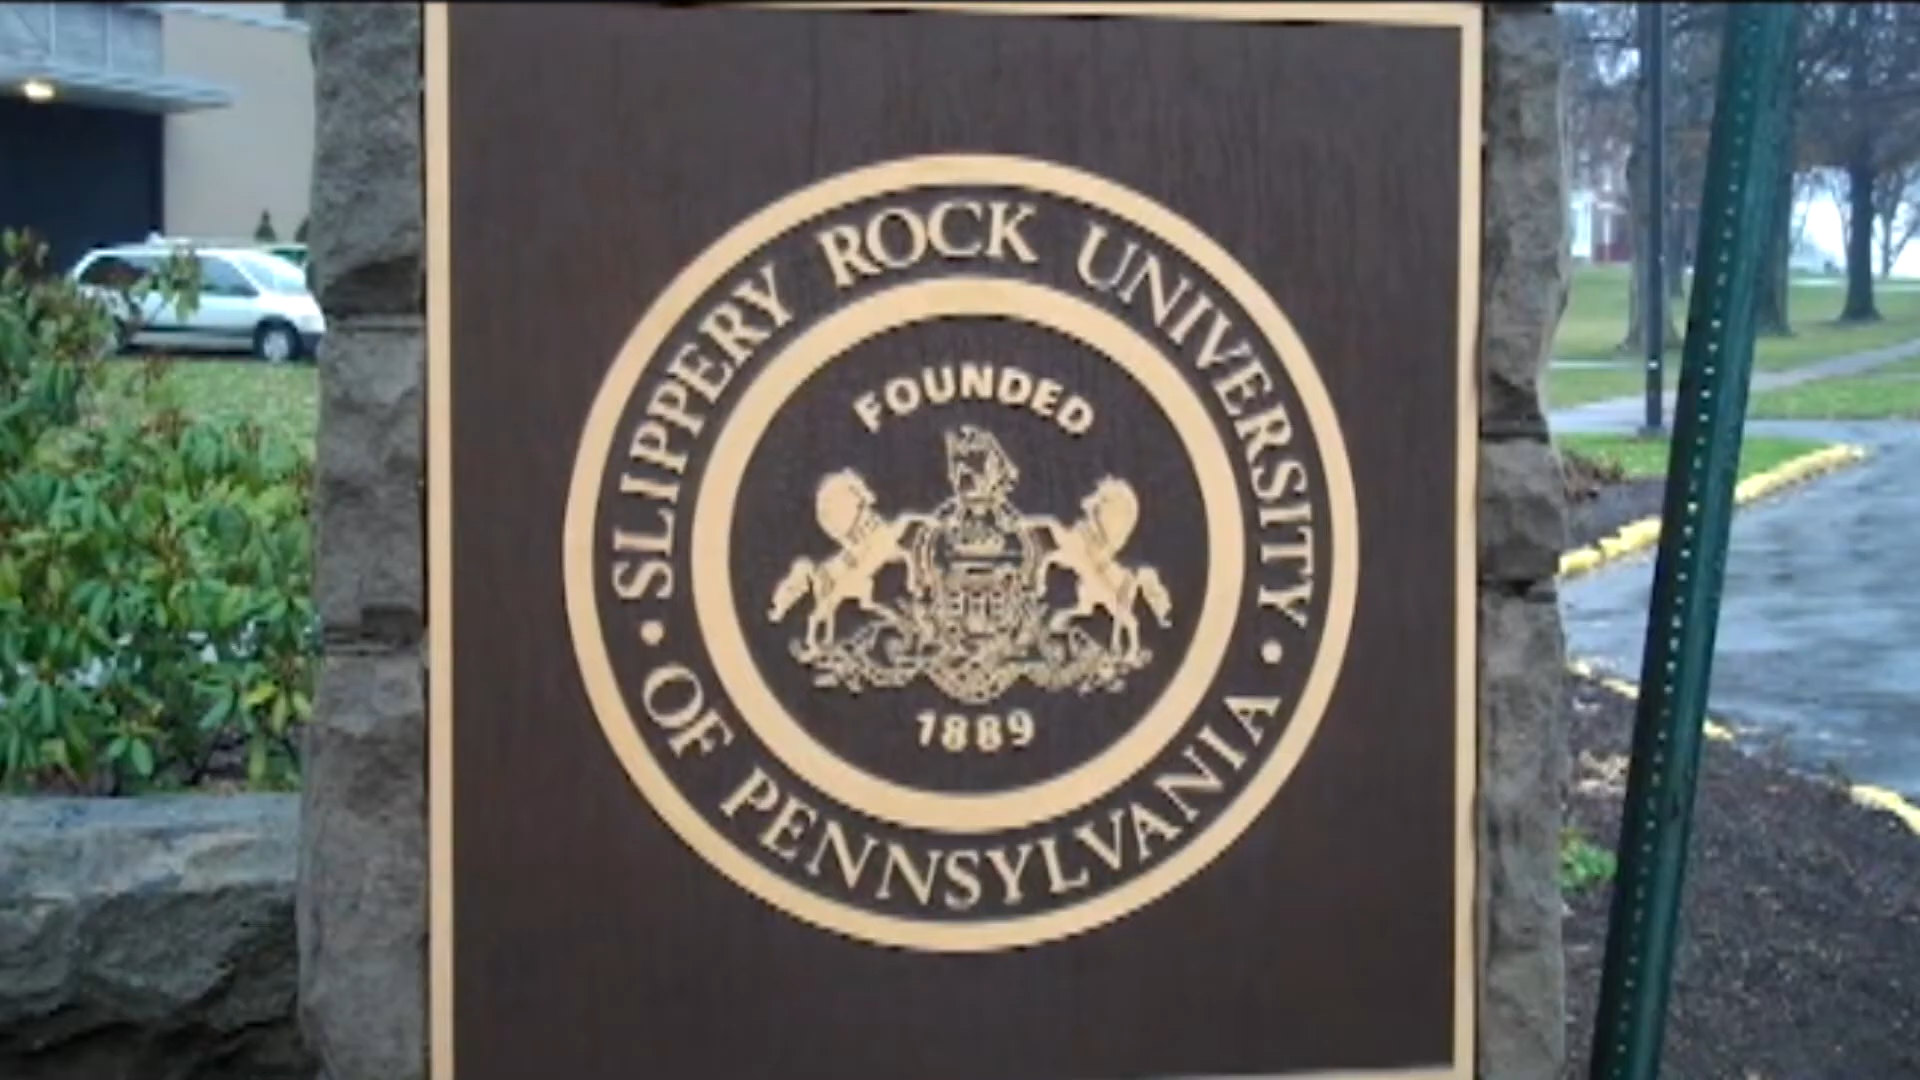 SLIPPERY ROCK UNIVERSITY
• OF PENNSYLVANIA •
FOUNDED
1889